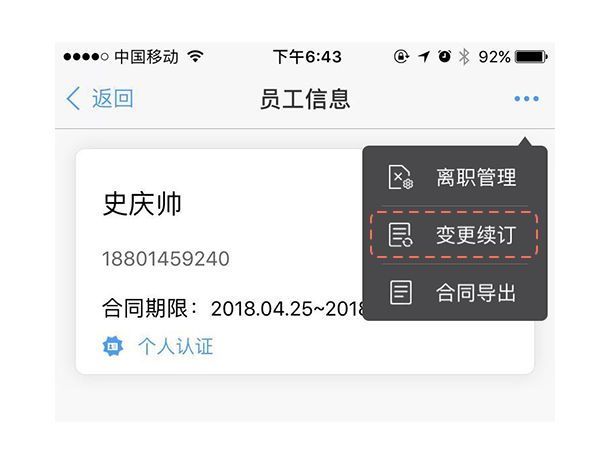 中国移动 下午6:43 92%
返回 员工信息
离职管理
变更续订
合同导出
史庆帅
18801459240
合同期限：2018.04.25~2018
个人认证